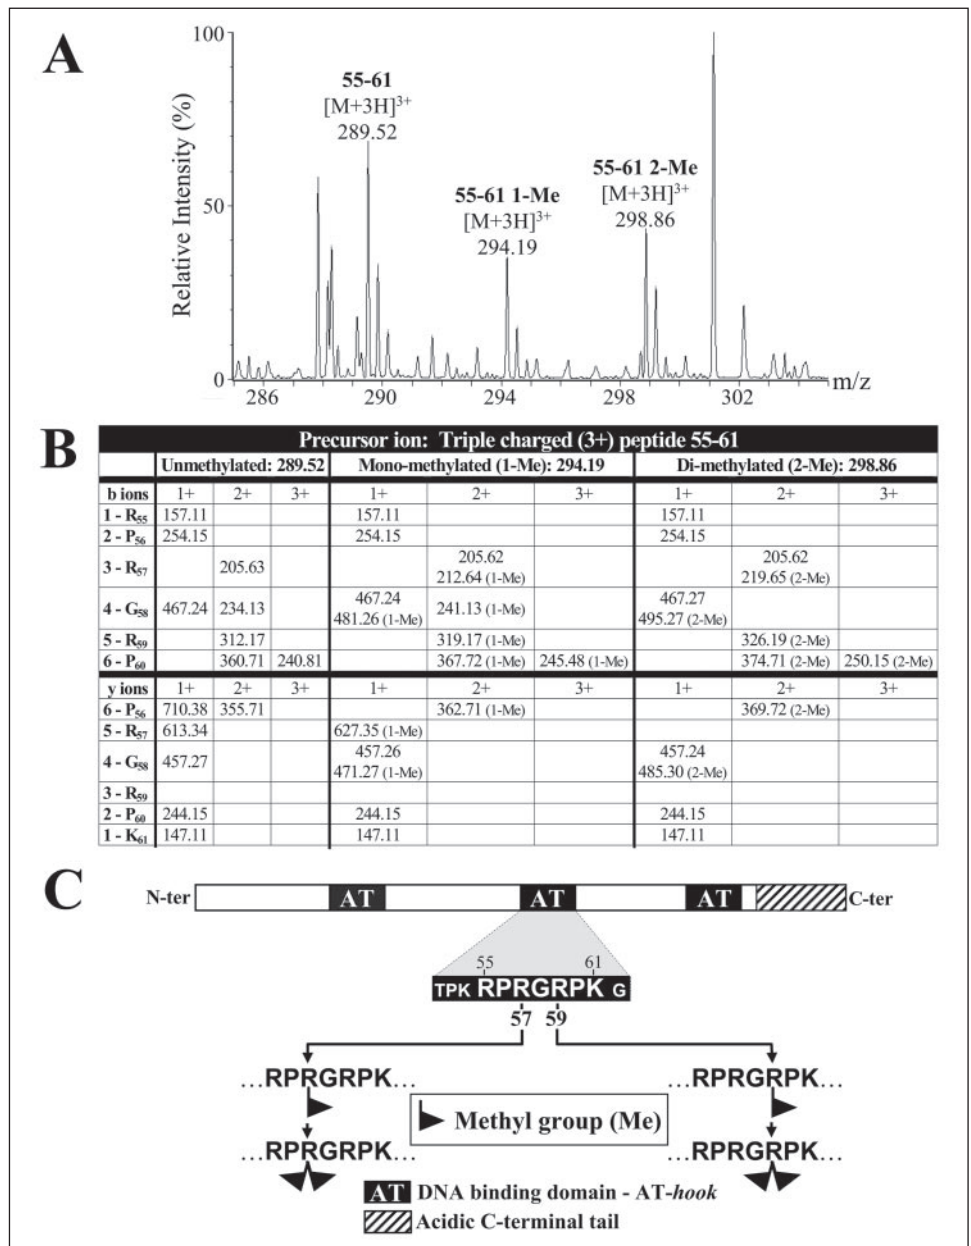 A
Relative Intensity (%)
100
50
0
55-61
[M+3H]3+
289.52
55-61 1-Me
[M+3H]3+
294.19
55-61 2-Me
[M+3H]3+
298.86
286 290 294 298 302 m/z
B
Precursor ion: Triple charged (3+) peptide 55-61
Unmethylated: 289.52 Mono-methylated (1-Me): 294.19 Di-methylated (2-Me): 298.86
b ions 1+ 2+ 3+ 1+ 2+ 3+ 1+ 2+ 3+
1 - R55 157.11 157.11 157.11
2 - P56 254.15 254.15 254.15
3 - R57 205.63 205.62 212.64 (1-Me) 205.62 219.65 (2-Me)
4 - G58 467.24 234.13 467.24 481.26 (1-Me) 241.13 (1-Me) 467.27 495.27 (2-Me)
5 - R59 312.17 319.17 (1-Me) 326.19 (2-Me)
6 - P60 360.71 240.81 367.72 (1-Me) 245.48 (1-Me) 374.71 (2-Me) 250.15 (2-Me)
y ions 1+ 2+ 3+ 1+ 2+ 3+ 1+ 2+ 3+
6 - P56 710.38 355.71 362.71 (1-Me) 369.72 (2-Me)
5 - R57 613.34 627.35 (1-Me)
4 - G58 457.27 457.26 471.27 (1-Me) 457.24 485.30 (2-Me)
3 - R59
2 - P60 244.15 244.15 244.15
1 - K61 147.11 147.11 147.11
C
N-ter AT AT AT C-ter
55 61
TPK RPRGRPK G
57 59
...RPRGRPK... ...RPRGRPK...
Methyl group (Me)
...RPRGRPK... ...RPRGRPK...
AT DNA binding domain - AT-hook
Acidic C-terminal tail